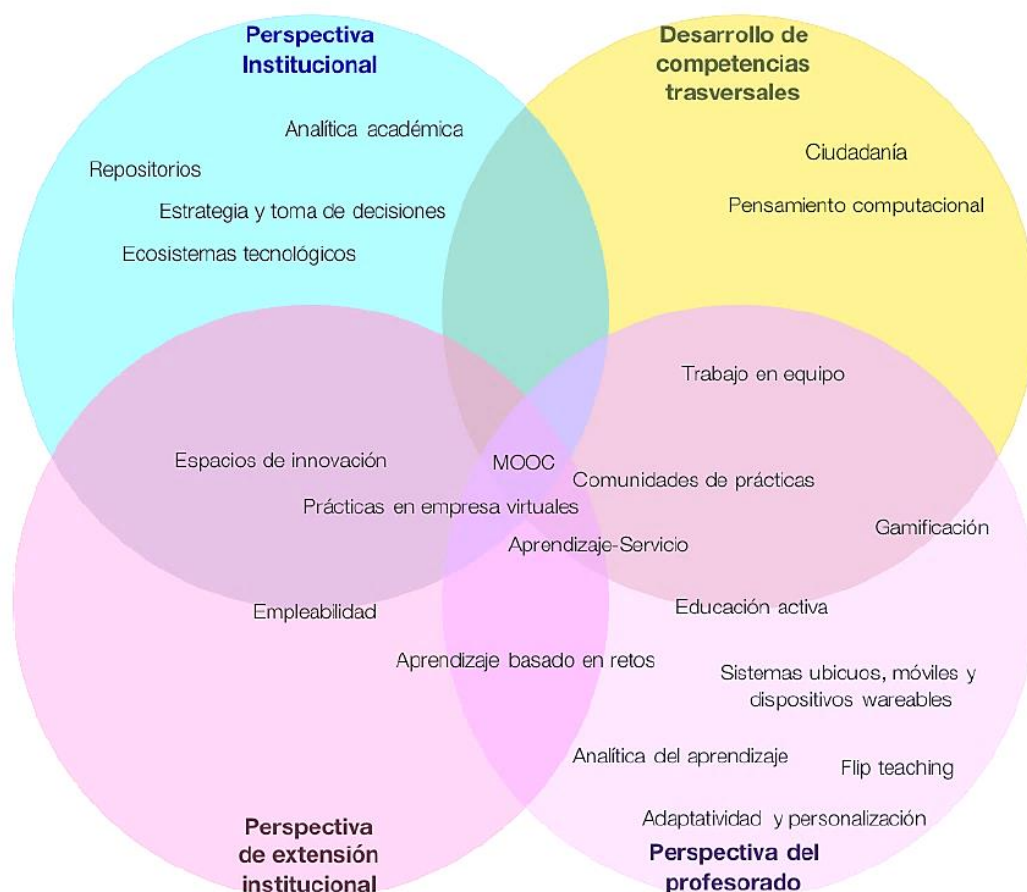 Perspectiva
Institucional
Desarrollo de
competencias
trasversales
Analítica académica
Repositorios
Estrategia y toma de decisiones
Ecosistemas tecnológicos
Ciudadanía
Pensamiento computacional
Trabajo en equipo
Espacios de innovación
MOOC
Comunidades de prácticas
Prácticas en empresa virtuales
Gamificación
Aprendizaje-Servicio
Empleabilidad
Educación activa
Aprendizaje basado en retos
Sistemas ubicuos, móviles y
dispositivos wareables
Analítica del aprendizaje
Flip teaching
Adaptatividad y personalización
Perspectiva
de extensión
institucional
Perspectiva del
profesorado